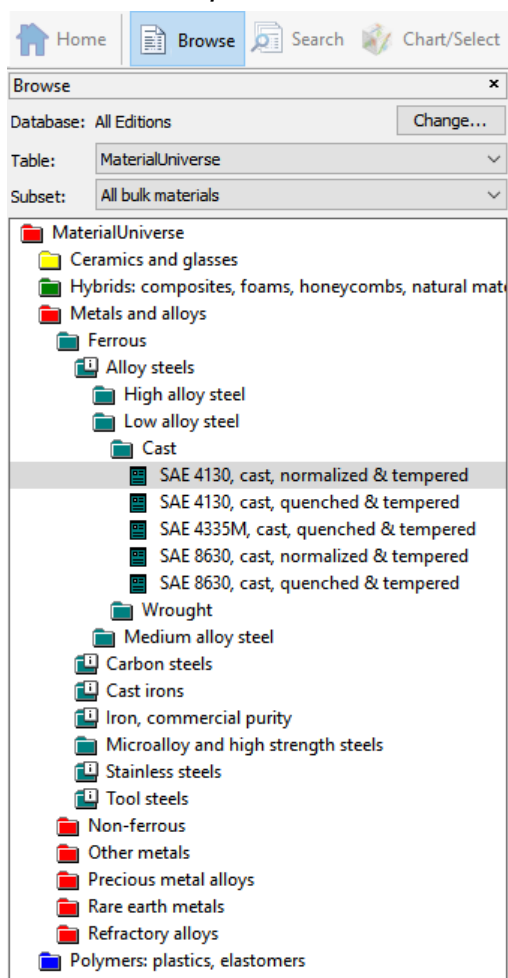 Home Browse Search Chart/Select
Browse x
Database: All Editions Change...
Table: MaterialUniverse
Subset: All bulk materials
MaterialUniverse
Ceramics and glasses
Hybrids: composites, foams, honeycombs, natural mate
Metals and alloys
Ferrous
Alloy steels
High alloy steel
Low alloy steel
Cast
SAE 4130, cast, normalized & tempered
SAE 4130, cast, quenched & tempered
SAE 4335M, cast, quenched & tempered
SAE 8630, cast, normalized & tempered
SAE 8630, cast, quenched & tempered
Wrought
Medium alloy steel
Carbon steels
Cast irons
Iron, commercial purity
Microalloy and high strength steels
Stainless steels
Tool steels
Non-ferrous
Other metals
Precious metal alloys
Rare earth metals
Refractory alloys
Polymers: plastics, elastomers